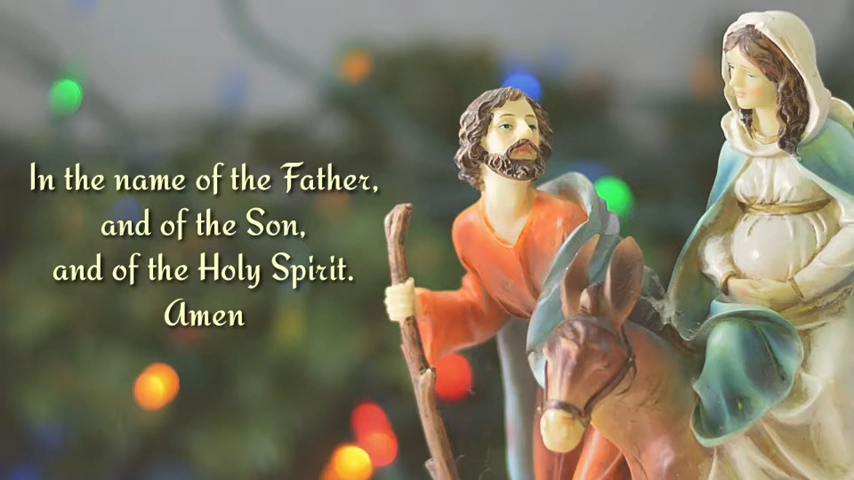 In the name of the Father,
and of the Son,
and of the Holy Spirit.
Amen